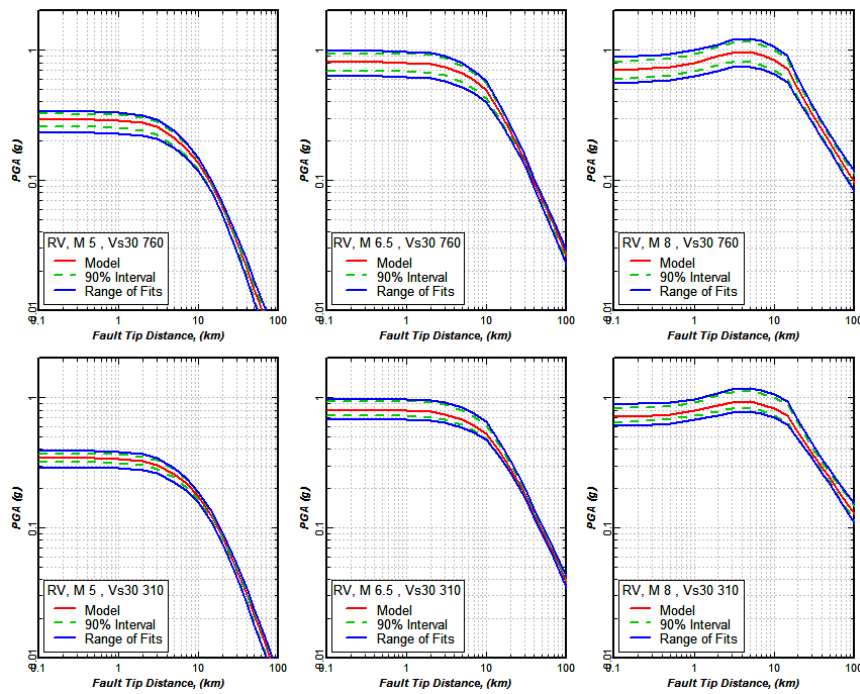 1
0.1
0.01
PGA (g)
RV, M 5 , Vs30 760
Model
90% Interval
Range of Fits
0.1 1 10 100
Fault Tip Distance, (km)
1
0.1
0.01
PGA (g)
RV, M 6.5 , Vs30 760
Model
90% Interval
Range of Fits
0.1 1 10 100
Fault Tip Distance, (km)
1
0.1
0.01
PGA (g)
RV, M 8 , Vs30 760
Model
90% Interval
Range of Fits
0.1 1 10 100
Fault Tip Distance, (km)
1
0.1
0.01
PGA (g)
RV, M 5 , Vs30 310
Model
90% Interval
Range of Fits
0.1 1 10 100
Fault Tip Distance, (km)
1
0.1
0.01
PGA (g)
RV, M 6.5 , Vs30 310
Model
90% Interval
Range of Fits
0.1 1 10 100
Fault Tip Distance, (km)
1
0.1
0.01
PGA (g)
RV, M 8 , Vs30 310
Model
90% Interval
Range of Fits
0.1 1 10 100
Fault Tip Distance, (km)